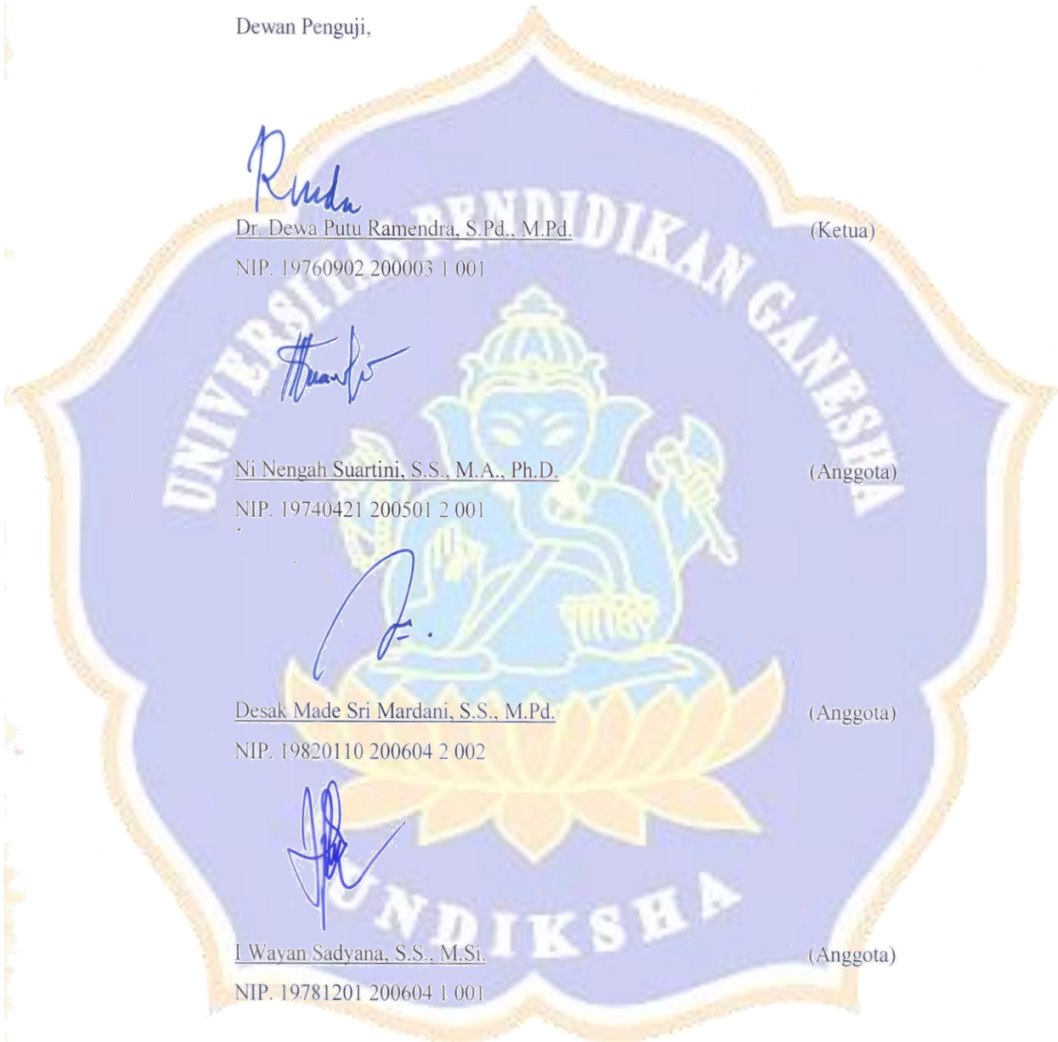 Dewan Penguji,
Dr. Dewa Putu Ramendra, S.Pd., M.Pd. (Ketua)
NIP. 19760902 200003 1 001
Ni Nengah Suartini, S.S., M.A., Ph.D. (Anggota)
NIP. 19740421 200501 2 001
Desak Made Sri Mardani, S.S., M.Pd. (Anggota)
NIP. 19820110 200604 2 002
I Wayan Sadyana, S.S., M.Si. (Anggota)
NIP. 19781201 200604 1 001
UNIVERSITAS PENDIDIKAN GANESHA
UNDIKSHA